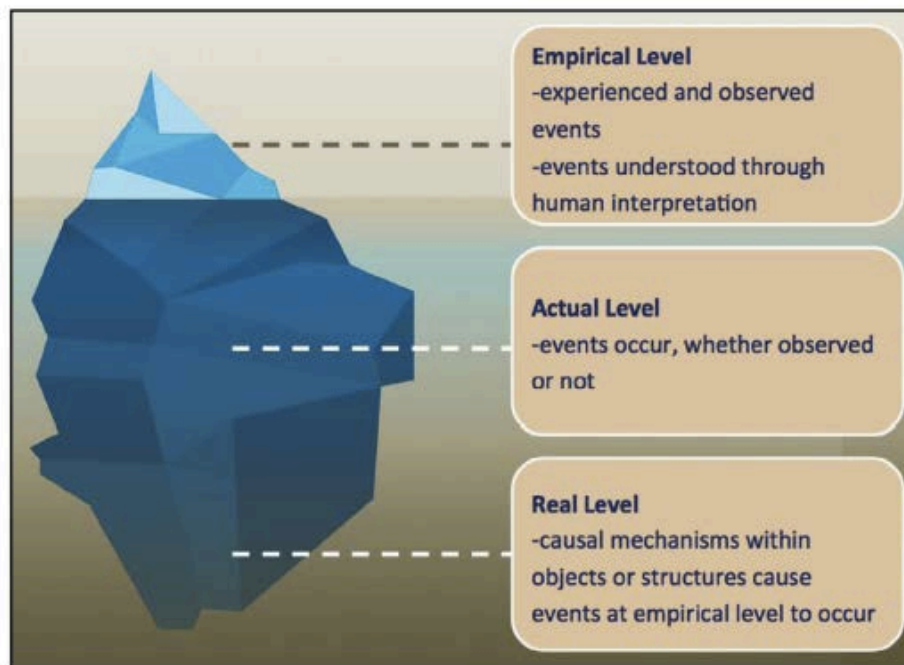 Empirical Level
-experienced and observed
events
-events understood through
human interpretation
Actual Level
-events occur, whether observed
or not
Real Level
-causal mechanisms within
objects or structures cause
events at empirical level to occur